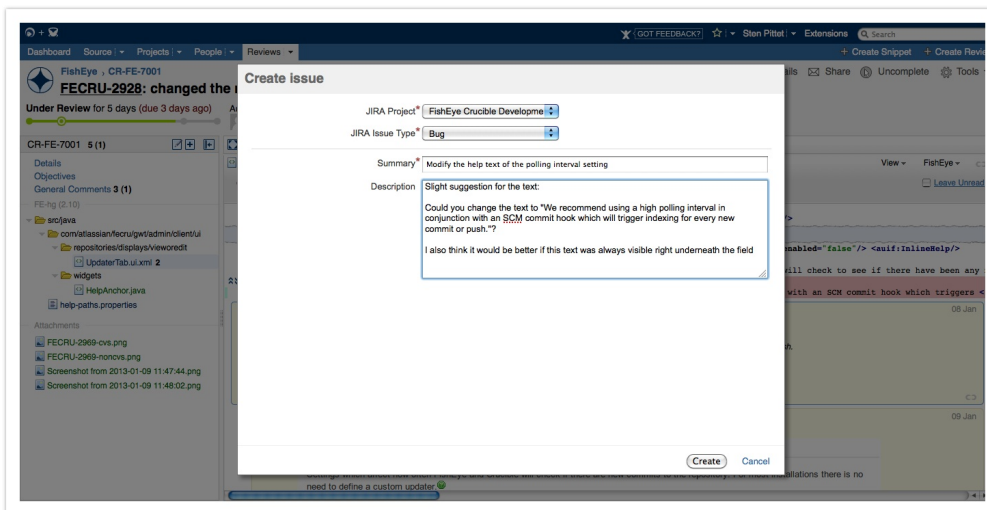 GOT FEEDBACK?
Sten Pittet
Extensions
Search
Dashboard Source Projects People Reviews
+ Create Snippet + Create Revie
FishEye , CR-FE-7001
FECRU-2928: changed the
Share Uncomplete Tools
Under Review for 5 days (due 3 days ago)
CR-FE-7001 5 (1)
Details
Objectives
General Comments 3 (1)
FE-hg (2.10)
src/java
com/atlassian/fecru/gwt/admin/client/ui
repositories/displays/vieworedit
UpdaterTab.ui.xml 2
widgets
HelpAnchor.java
help-paths.properties
Attachments
FECRU-2969-cvs.png
FECRU-2969-noncvs.png
Screenshot from 2013-01-09 11:47:44.png
Screenshot from 2013-01-09 11:48:02.png
Create issue
JIRA Project* FishEye Crucible Developme
JIRA Issue Type* Bug
Summary* Modify the help text of the polling interval setting
Description Slight suggestion for the text:
Could you change the text to "We recommend using a high polling interval in
conjunction with an SCM commit hook which will trigger indexing for every new
commit or push."?
I also think it would be better if this text was always visible right underneath the field
Create Cancel
View FishEye
Leave Unread
enabled="false"/> <auif:InlineHelp/>
will check to see if there have been any
with an SCM commit hook which triggers <
08 Jan
09 Jan
allations there is no
need to define a custom updater.